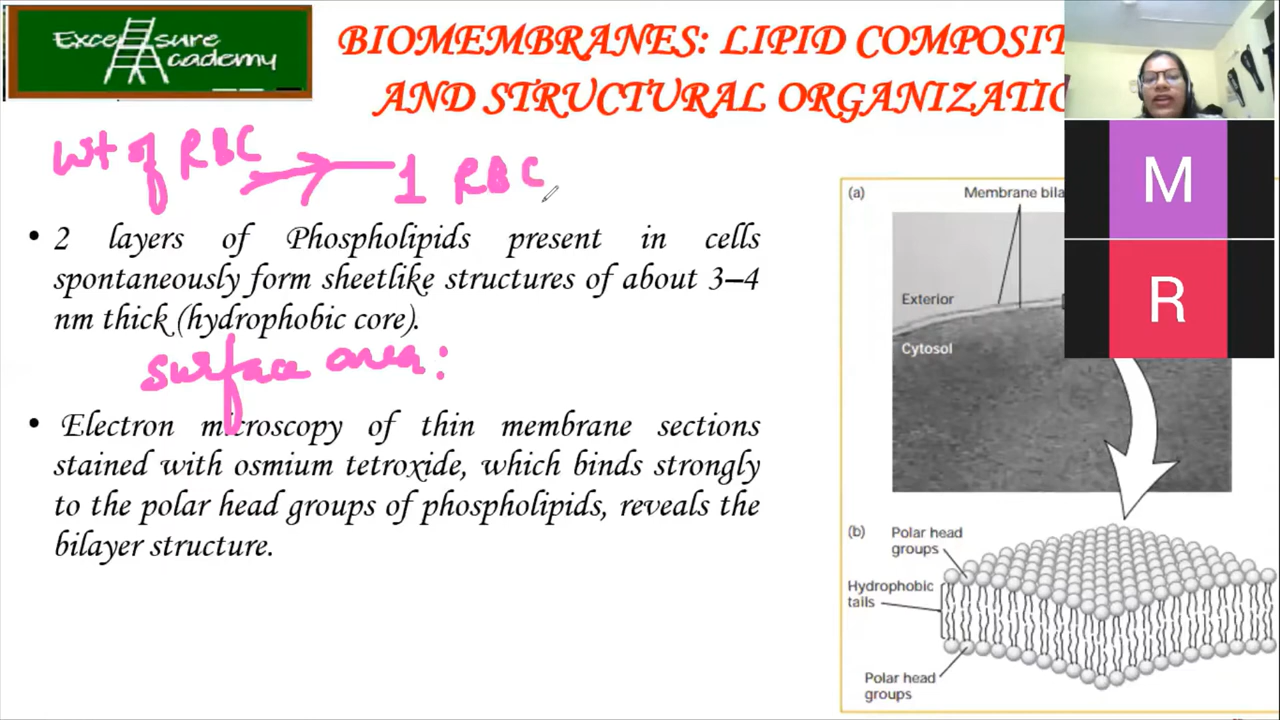 Excel sure
Academy
BIOMEMBRANES: LIPID COMPOSIT
AND STRUCTURAL ORGANIZATIO
wt of RBC 1 RBC
• 2 layers of Phospholipids present in cells
spontaneously form sheetlike structures of about 3–4
nm thick (hydrophobic core).
surface area:
• Electron microscopy of thin membrane sections
stained with osmium tetroxide, which binds strongly
to the polar head groups of phospholipids, reveals the
bilayer structure.
(a) Membrane bila
Exterior
Cytosol
(b) Polar head
groups
Hydrophobic
tails
Polar head
groups
M
R